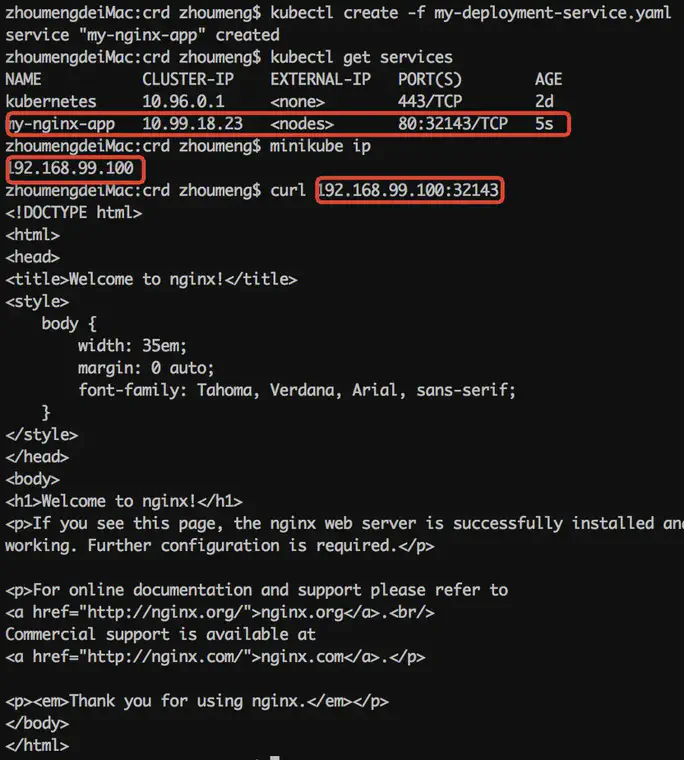 zhoumengdeiMac:crd zhoumeng$ kubectl create -f my-deployment-service.yaml
service "my-nginx-app" created
zhoumengdeiMac:crd zhoumeng$ kubectl get services
NAME CLUSTER-IP EXTERNAL-IP PORT(S) AGE
kubernetes 10.96.0.1 <none> 443/TCP 2d
my-nginx-app 10.99.18.23 <nodes> 80:32143/TCP 5s
zhoumengdeiMac:crd zhoumeng$ minikube ip
192.168.99.100
zhoumengdeiMac:crd zhoumeng$ curl 192.168.99.100:32143
<!DOCTYPE html>
<html>
<head>
<title>Welcome to nginx!</title>
<style>
    body {
        width: 35em;
        margin: 0 auto;
        font-family: Tahoma, Verdana, Arial, sans-serif;
    }
</style>
</head>
<body>
<h1>Welcome to nginx!</h1>
<p>If you see this page, the nginx web server is successfully installed and
working. Further configuration is required.</p>

<p>For online documentation and support please refer to
<a href="http://nginx.org/">nginx.org</a>.<br/>
Commercial support is available at
<a href="http://nginx.com/">nginx.com</a>.</p>

<p><em>Thank you for using nginx.</em></p>
</body>
</html>